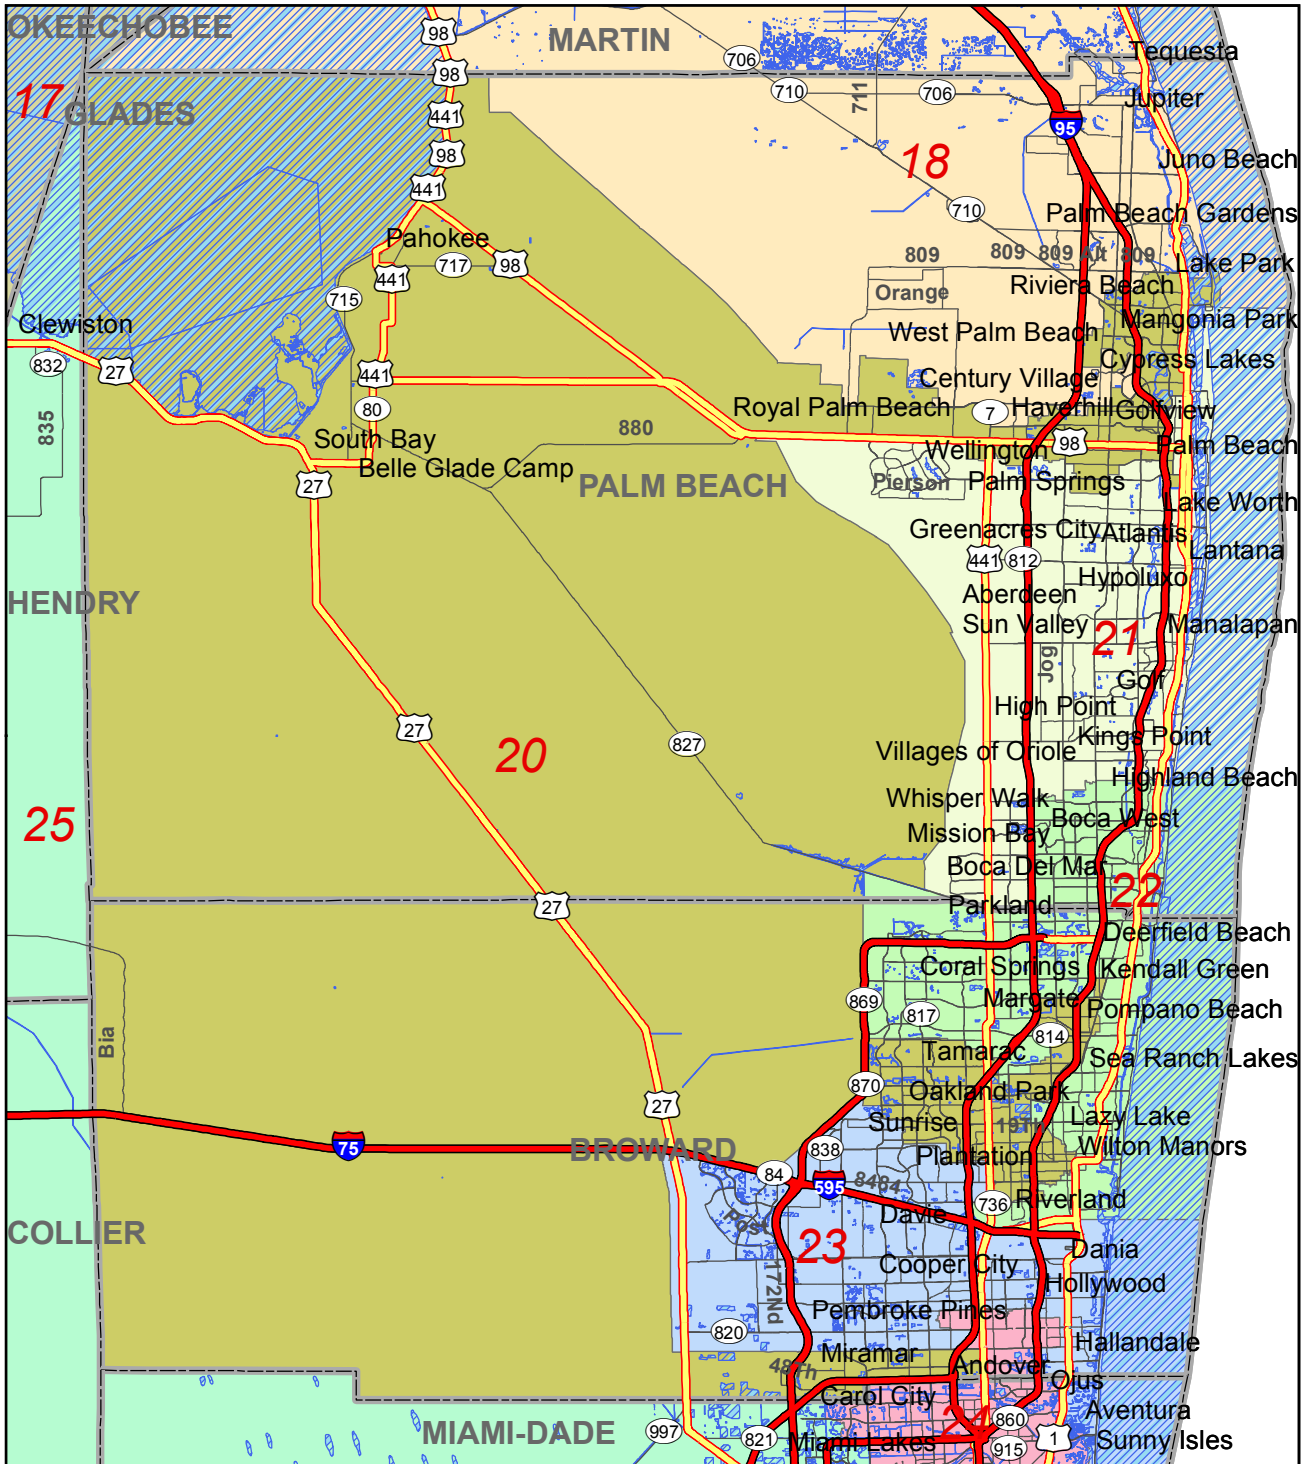 OKEECHOBEE
98
MARTIN
706
Tequesta
98
17
GLADES
710
706
711
Jupiter
441
95
98
18
Juno Beach
441
710
Palm Beach Gardens
Pahokee
717
98
809
809
809 Alt
809
Lake Park
441
715
Orange
Riviera Beach
Clewiston
West Palm Beach
Mangonia Park
832
27
441
Century Village
Cypress Lakes
80
Royal Palm Beach
7
Haverhill
Golfview
835
South Bay
880
Wellington
98
Palm Beach
Belle Glade Camp
27
PALM BEACH
Pierson
Palm Springs
Lake Worth
Greenacres City
Atlantis
441
812
Lantana
Hypoluxo
HENDRY
Aberdeen
Sun Valley
21
Manalapan
Jog
Golf
High Point
27
20
827
Villages of Oriole
Kings Point
Highland Beach
25
Whisper Walk
Boca West
Mission Bay
Boca Del Mar
22
27
Parkland
Deerfield Beach
Coral Springs
Kendall Green
869
817
Margate
Pompano Beach
Bia
814
Tamarac
Sea Ranch Lakes
870
Oakland Park
27
Sunrise
19Th
Lazy Lake
75
BROWARD
838
Plantation
Wilton Manors
84
595
8484
736
Riverland
COLLIER
Post
23
Davie
Dania
172Nd
Cooper City
Hollywood
820
Pembroke Pines
Hallandale
48Th
Miramar
Andover
Ojus
Carol City
24
860
Aventura
MIAMI-DADE
997
821
Miami Lakes
915
1
Sunny Isles